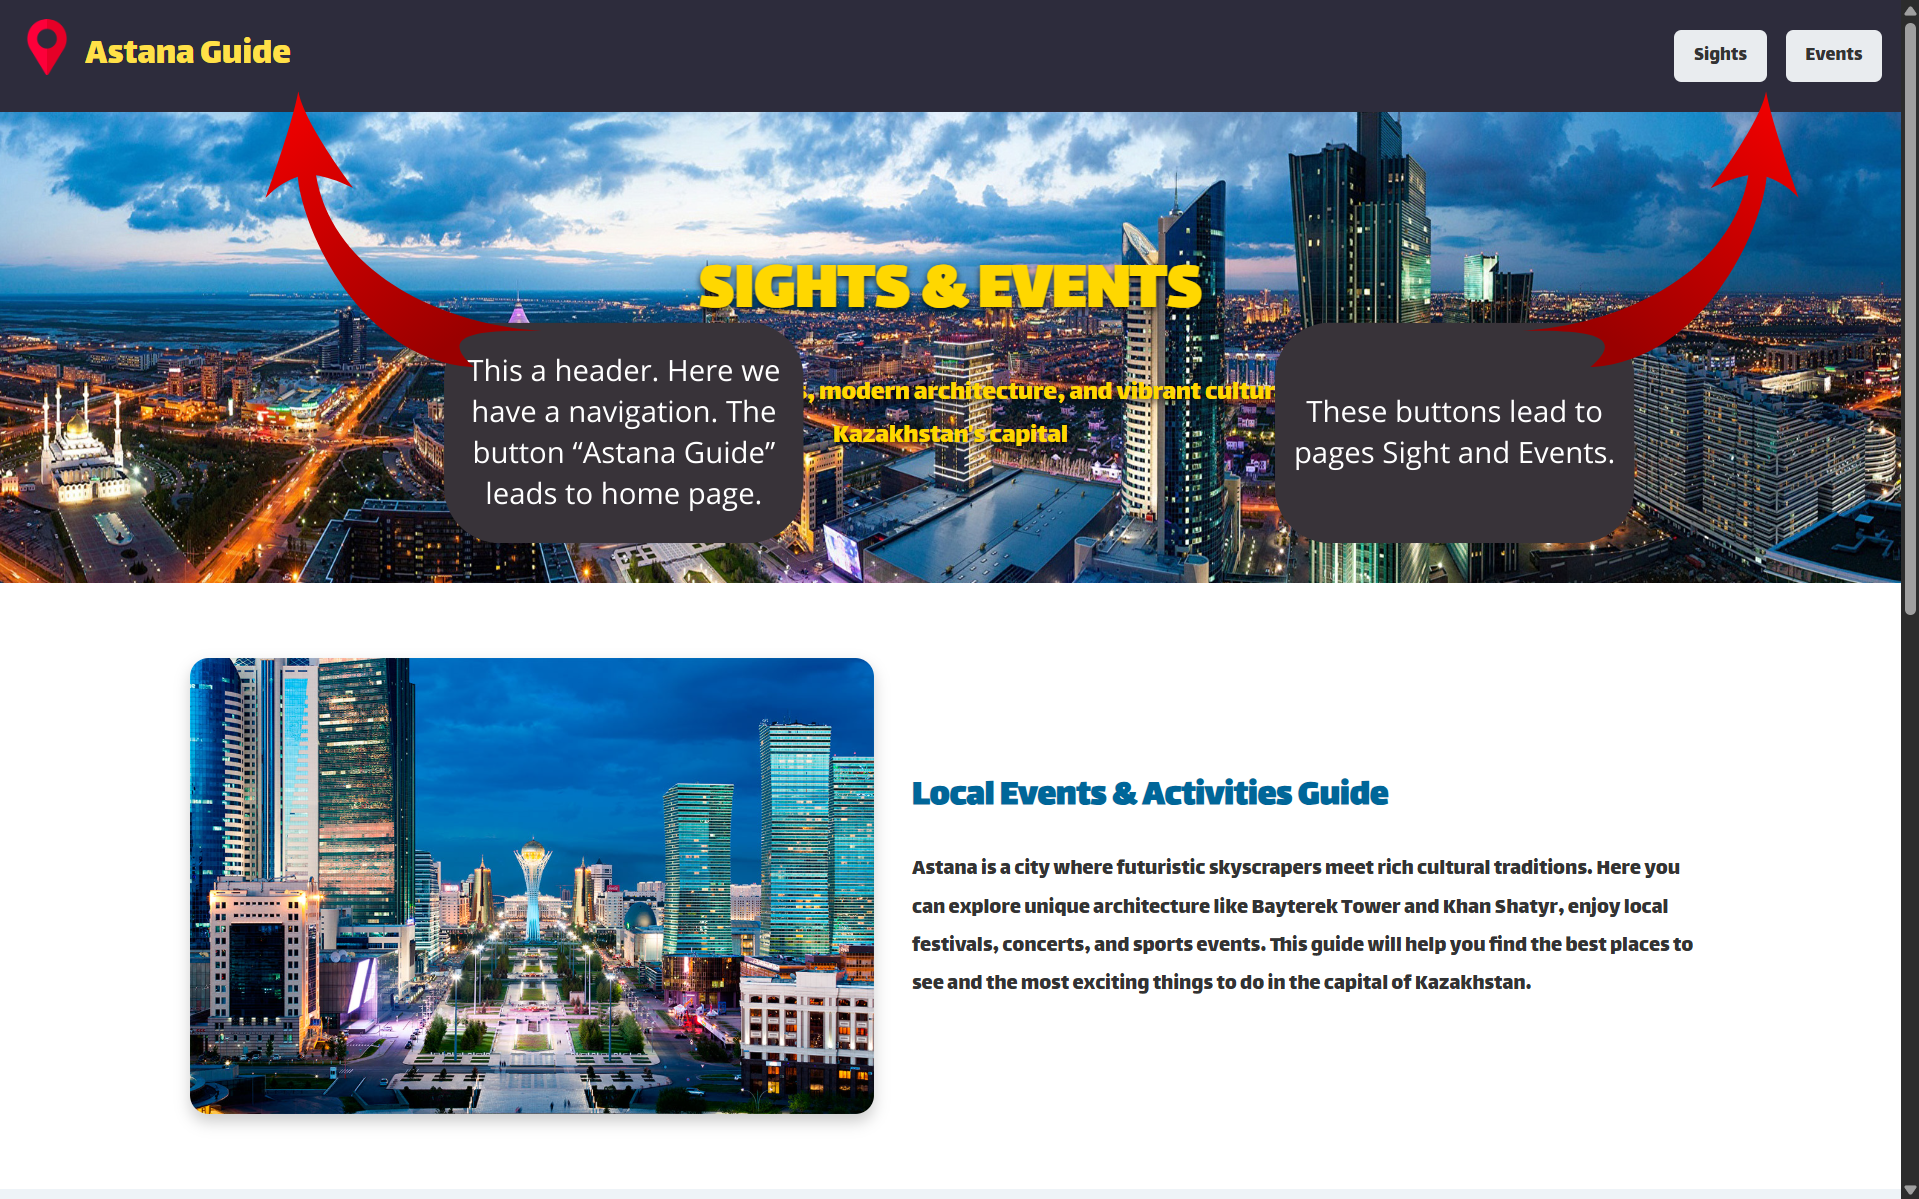 Astana Guide
Sights
Events
SIGHTS & EVENTS
This a header. Here we
have a navigation. The
button “Astana Guide”
leads to home page.
, modern architecture, and vibrant
Kazakhstan's capital
These buttons lead to
pages Sight and Events.
Local Events & Activities Guide
Astana is a city where futuristic skyscrapers meet rich cultural traditions. Here you
can explore unique architecture like Bayterek Tower and Khan Shatyr, enjoy local
festivals, concerts, and sports events. This guide will help you find the best places to
see and the most exciting things to do in the capital of Kazakhstan.